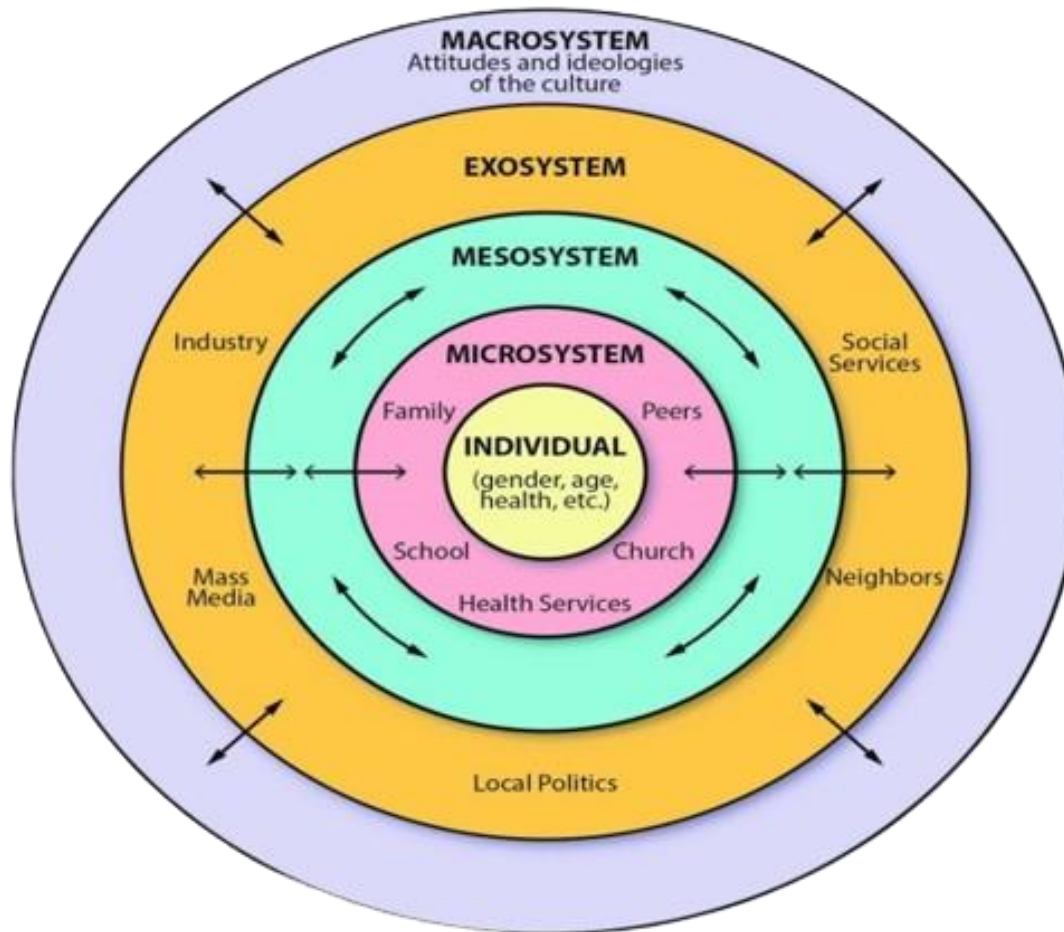 MACROSYSTEM
Attitudes and ideologies
of the culture
EXOSYSTEM
MESOSYSTEM
Industry
Social
Services
MICROSYSTEM
Family
Peers
INDIVIDUAL
(gender, age,
health, etc.)
School
Church
Mass
Media
Neighbors
Health Services
Local Politics